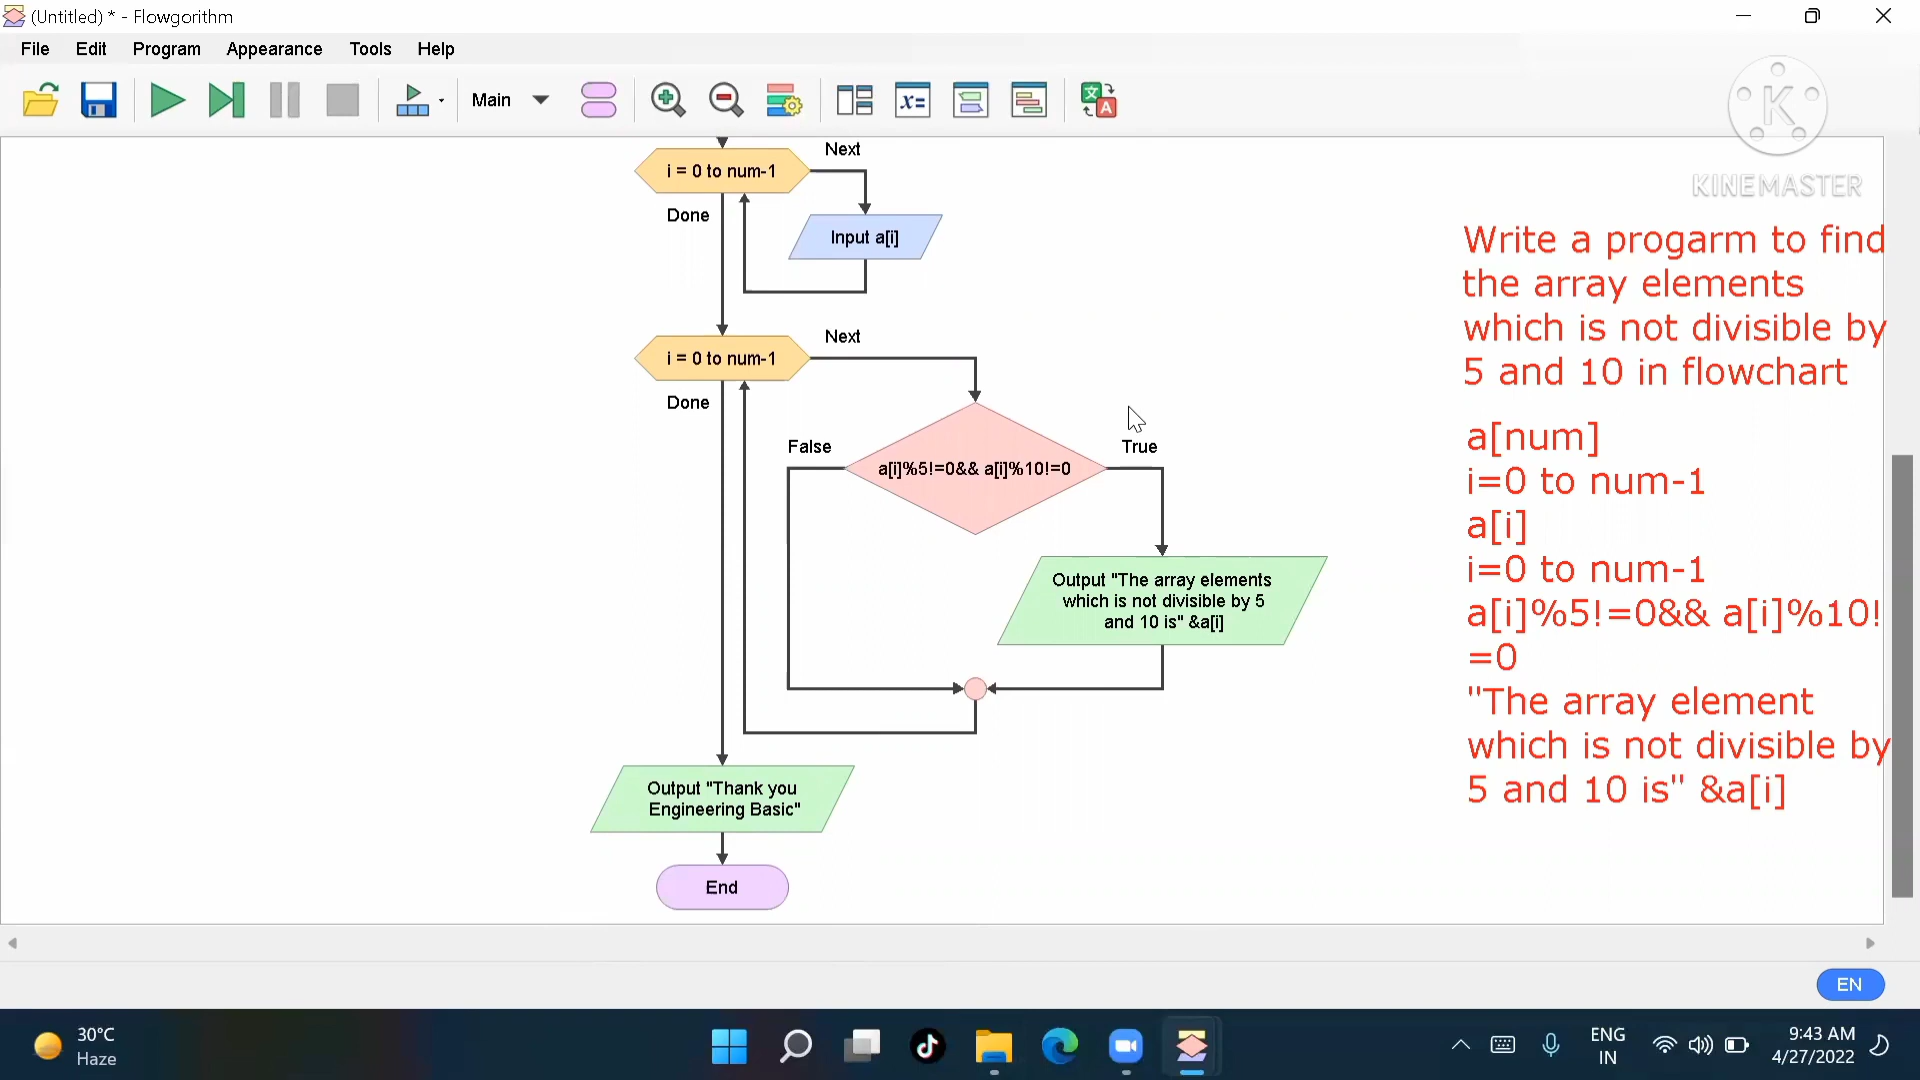 (Untitled) * - Flowgorithm
File Edit Program Appearance Tools Help
Main
x=
文 A
K
KINEMASTER
Next
i = 0 to num-1
Done
Input a[i]
Next
i = 0 to num-1
Done
False
a[i]%5!=0&& a[i]%10!=0
True
Output "The array elements
which is not divisible by 5
and 10 is" &a[i]
Output "Thank you
Engineering Basic"
End
Write a progarm to find
the array elements
which is not divisible by
5 and 10 in flowchart
a[num]
i=0 to num-1
a[i]
i=0 to num-1
a[i]%5!=0&& a[i]%10!
=0
"The array element
which is not divisible by
5 and 10 is" &a[i]
EN
30°C
Haze
ENG
IN
9:43 AM
4/27/2022